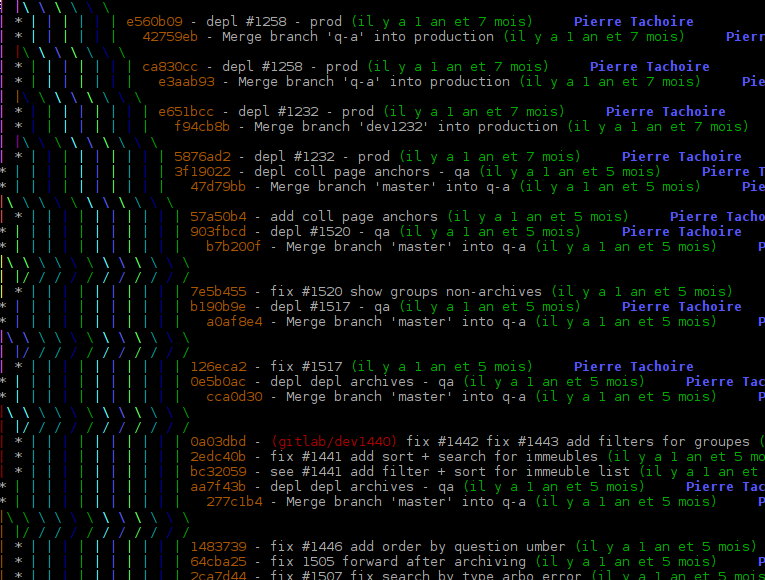 e560b09 - depl #1258 - prod (il y a 1 an et 7 mois) Pierre Tachoire
42759eb - Merge branch 'q-a' into production (il y a 1 an et 7 mois) Pierr
ca830cc - depl #1258 - prod (il y a 1 an et 7 mois) Pierre Tachoire
e3aab93 - Merge branch 'q-a' into production (il y a 1 an et 7 mois) Pie
e651bcc - depl #1232 - prod (il y a 1 an et 7 mois) Pierre Tachoire
f94cb8b - Merge branch 'dev1232' into production (il y a 1 an et 7 mois)
5876ad2 - depl #1232 - prod (il y a 1 an et 7 mois) Pierre Tachoire
3f19022 - depl coll page anchors - qa (il y a 1 an et 5 mois) Pierre T
47d79bb - Merge branch 'master' into q-a (il y a 1 an et 5 mois) Pie
57a50b4 - add coll page anchors (il y a 1 an et 5 mois) Pierre Tacho
903fbcd - depl #1520 - qa (il y a 1 an et 5 mois) Pierre Tachoire
b7b200f - Merge branch 'master' into q-a (il y a 1 an et 5 mois) P
7e5b455 - fix #1520 show groups non-archives (il y a 1 an et 5 mois)
b190b9e - depl #1517 - qa (il y a 1 an et 5 mois) Pierre Tachoire
a0af8e4 - Merge branch 'master' into q-a (il y a 1 an et 5 mois) P
126eca2 - fix #1517 (il y a 1 an et 5 mois) Pierre Tachoire
0e5b0ac - depl depl archives - qa (il y a 1 an et 5 mois) Pierre Tac
cca0d30 - Merge branch 'master' into q-a (il y a 1 an et 5 mois) P
0a03dbd - (gitlab/dev1440) fix #1442 fix #1443 add filters for groupes (
2edc40b - fix #1441 add sort + search for immeubles (il y a 1 an et 5
bc32059 - see #1441 add filter + sort for immeuble list (il y a 1 an et
aa7f43b - depl depl archives - qa (il y a 1 an et 5 mois) Pierre Tac
277c1b4 - Merge branch 'master' into q-a (il y a 1 an et 5 mois) P
1483739 - fix #1446 add order by question umber (il y a 1 an et 5 mois)
64cba25 - fix 1505 forward after archiving (il y a 1 an et 5 mois)
2ca7d44 - fix #1507 fix search by type arbo error (il y a 1 an et 5 mois)